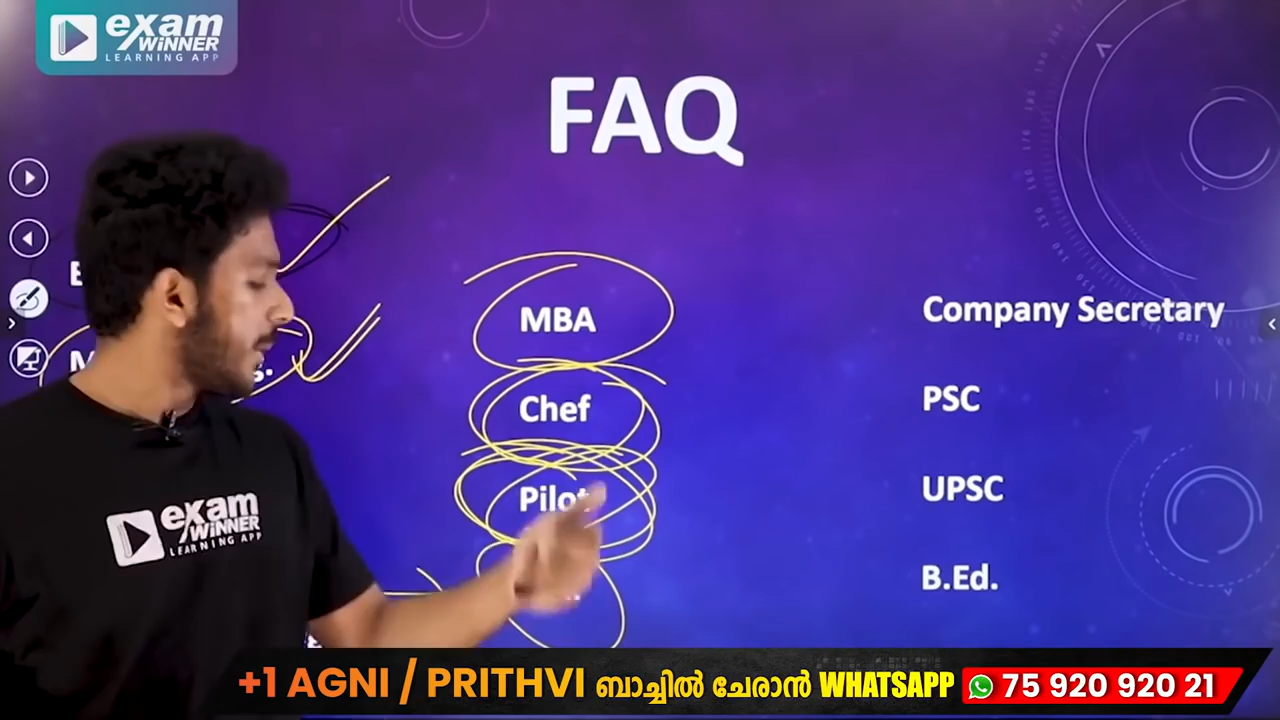 exam
WINNER
LEARNING APP
FAQ
MBA
Company Secretary
Chef
PSC
Pilot
UPSC
B.Ed.
exam
WINNER
LEARNING APP
+1 AGNI / PRITHVI ബാച്ചിൽ ചേരാൻ WHATSAPP 75 920 920 21